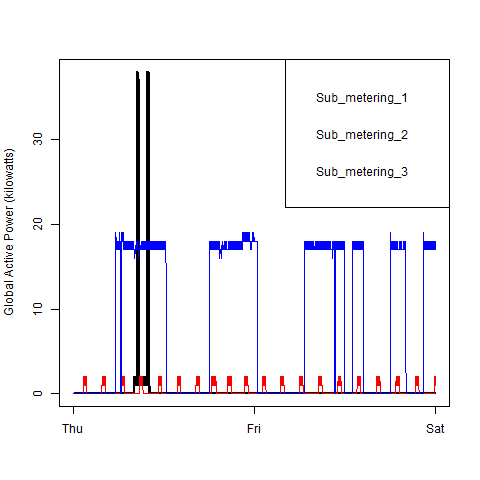 Sub_metering_1
Sub_metering_2
Sub_metering_3
Global Active Power (kilowatts)
30
20
10
0
Thu Fri Sat